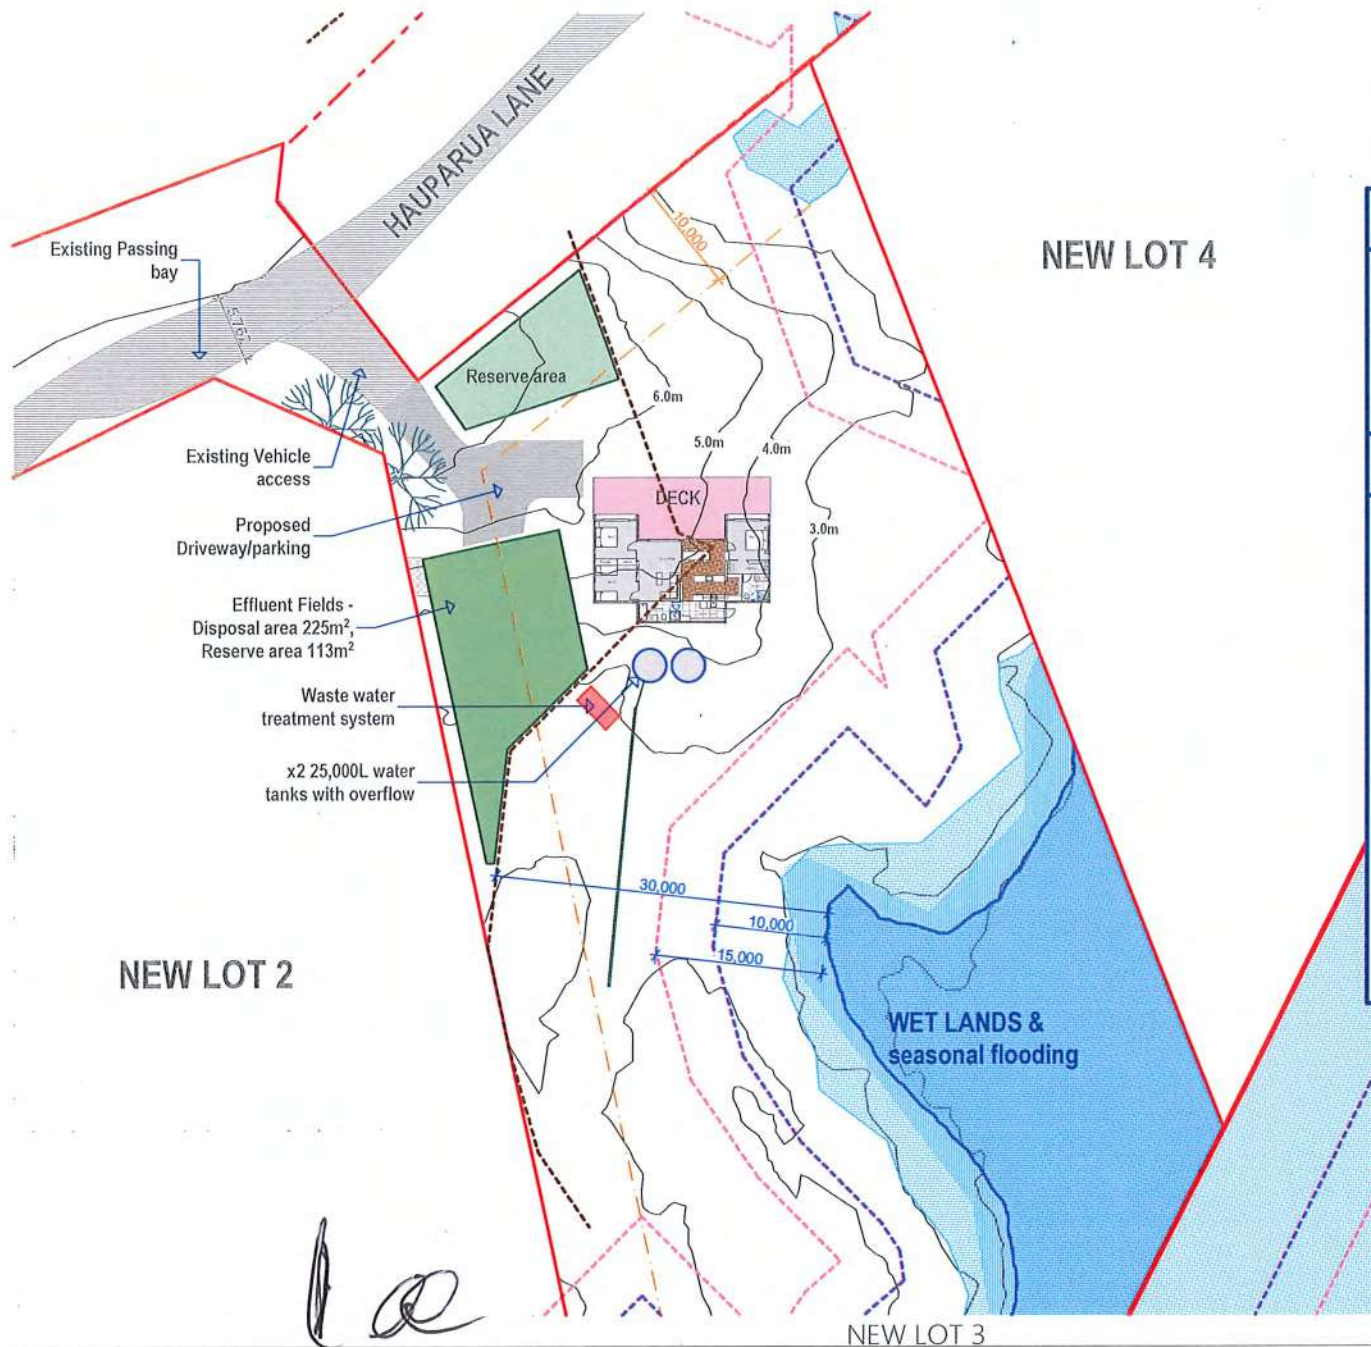 HAUPARUA LANE
Existing Passing
bay
5,767
10,000
NEW LOT 4
Reserve area
6.0m
5.0m
4.0m
3.0m
Existing Vehicle
access
DECK
Proposed
Driveway/parking
Effluent Fields -
Disposal area 225m²,
Reserve area 113m²
Waste water
treatment system
x2 25,000L water
tanks with overflow
30,000
10,000
15,000
NEW LOT 2
WET LANDS &
seasonal flooding
NEW LOT 3